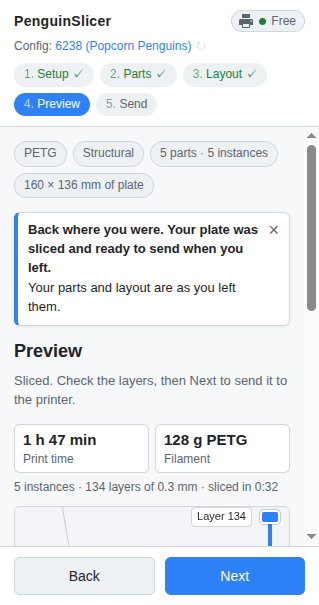 PenguinSlicer
Free
Config: 6238 (Popcorn Penguins)
1. Setup ✓
2. Parts ✓
3. Layout ✓
4. Preview
5. Send
PETG
Structural
5 parts · 5 instances
160 × 136 mm of plate
Back where you were. Your plate was
sliced and ready to send when you
left.
Your parts and layout are as you left
them.
×
Preview
Sliced. Check the layers, then Next to send it to
the printer.
1 h 47 min
Print time
128 g PETG
Filament
5 instances · 134 layers of 0.3 mm · sliced in 0:32
Layer 134
Back
Next